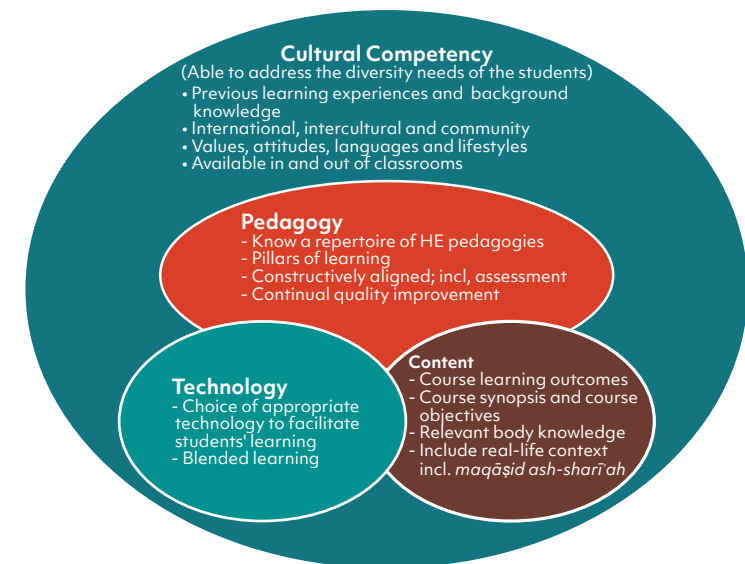 Cultural Competency
(Able to address the diversity needs of the students)
• Previous learning experiences and background
knowledge
• International, intercultural and community
• Values, attitudes, languages and lifestyles
• Available in and out of classrooms
Pedagogy
- Know a repertoire of HE pedagogies
- Pillars of learning
- Constructively aligned; incl, assessment
- Continual quality improvement
Technology
- Choice of appropriate
technology to facilitate
students' learning
- Blended learning
Content
- Course learning outcomes
- Course synopsis and course
objectives
- Relevant body knowledge
- Include real-life context
incl. maqāṣid ash-sharīʿah